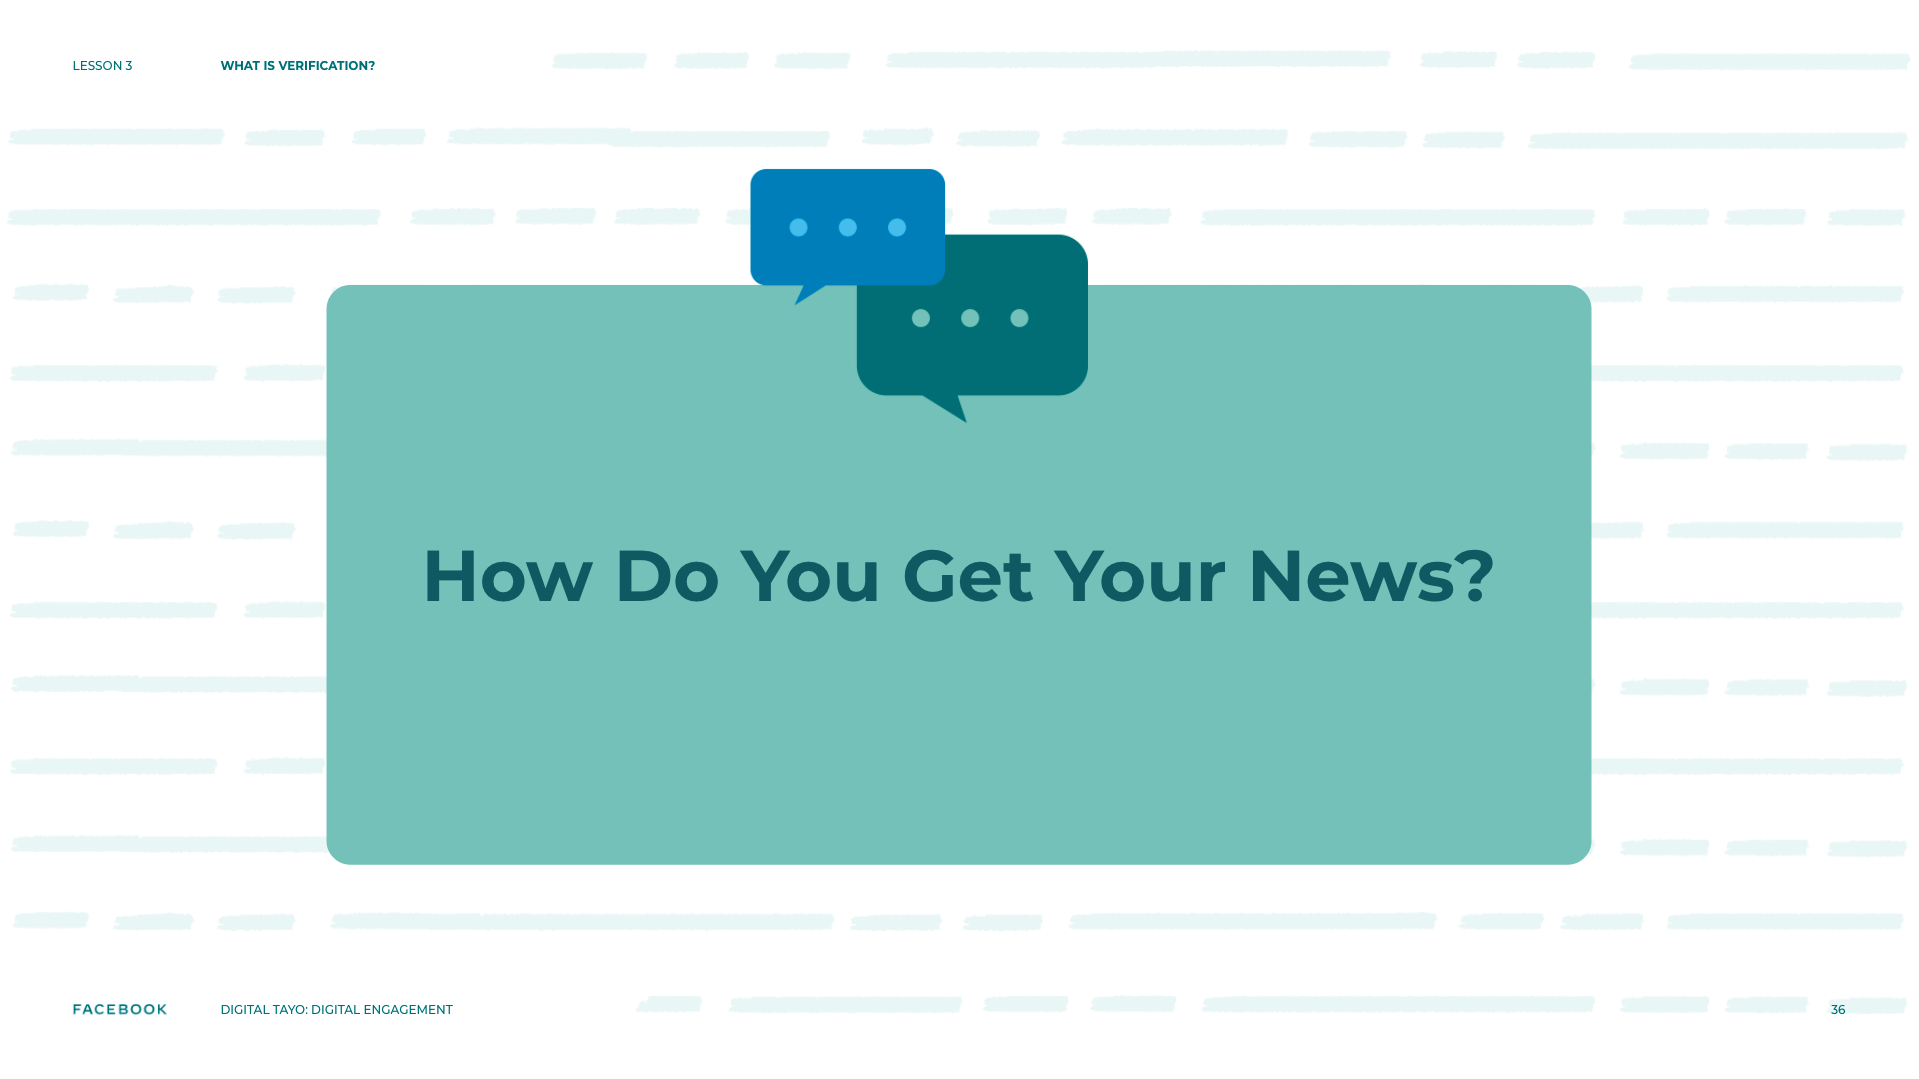 LESSON 3
WHAT IS VERIFICATION?
How Do You Get Your News?
FACEBOOK
DIGITAL TAYO: DIGITAL ENGAGEMENT
36